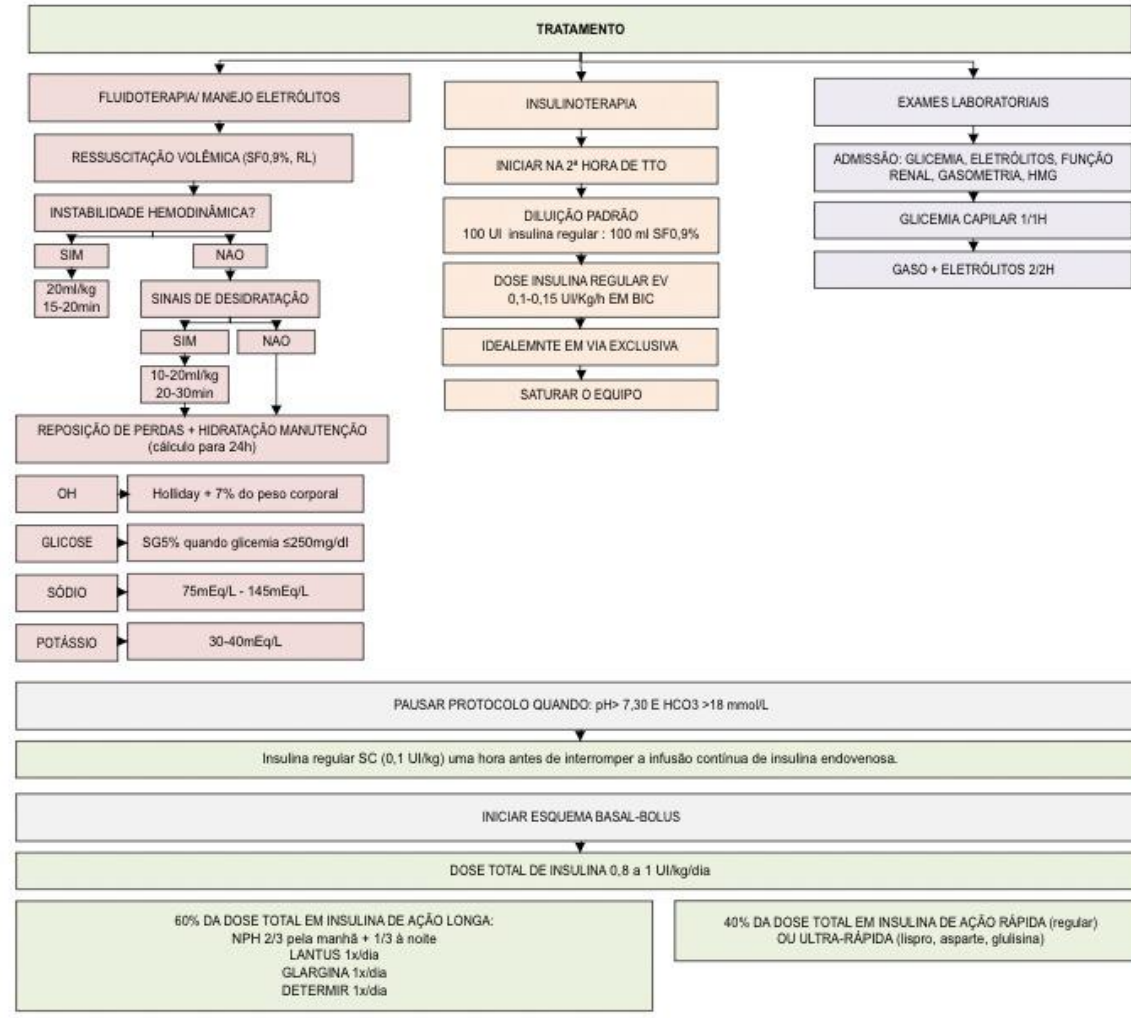 TRATAMENTO
FLUIDOTERAPIA/ MANEJO ELETRÓLITOS
RESSUSCITAÇÃO VOLÊMICA (SF0,9%, RL)
INSTABILIDADE HEMODINÂMICA?
SIM
NAO
20ml/kg
15-20min
SINAIS DE DESIDRATAÇÃO
SIM
NAO
10-20ml/kg
20-30min
REPOSIÇÃO DE PERDAS + HIDRATAÇÃO MANUTENÇÃO
(cálculo para 24h)
OH
Holliday + 7% do peso corporal
GLICOSE
SG5% quando glicemia ≤250mg/dl
SÓDIO
75mEq/L - 145mEq/L
POTÁSSIO
30-40mEq/L
INSULINOTERAPIA
INICIAR NA 2ª HORA DE TTO
DILUIÇÃO PADRÃO
100 UI insulina regular : 100 ml SF0,9%
DOSE INSULINA REGULAR EV
0,1-0,15 UI/Kg/h EM BIC
IDEALEMNTE EM VIA EXCLUSIVA
SATURAR O EQUIPO
EXAMES LABORATORIAIS
ADMISSÃO: GLICEMIA, ELETRÓLITOS, FUNÇÃO
RENAL, GASOMETRIA, HMG
GLICEMIA CAPILAR 1/1H
GASO + ELETRÓLITOS 2/2H
PAUSAR PROTOCOLO QUANDO: pH> 7,30 E HCO3 >18 mmol/L
Insulina regular SC (0,1 UI/kg) uma hora antes de interromper a infusão contínua de insulina endovenosa.
INICIAR ESQUEMA BASAL-BOLUS
DOSE TOTAL DE INSULINA 0,8 a 1 UI/kg/dia
60% DA DOSE TOTAL EM INSULINA DE AÇÃO LONGA:
NPH 2/3 pela manhã + 1/3 à noite
LANTUS 1x/dia
GLARGINA 1x/dia
DETERMIR 1x/dia
40% DA DOSE TOTAL EM INSULINA DE AÇÃO RÁPIDA (regular)
OU ULTRA-RÁPIDA (lispro, asparte, glulisina)